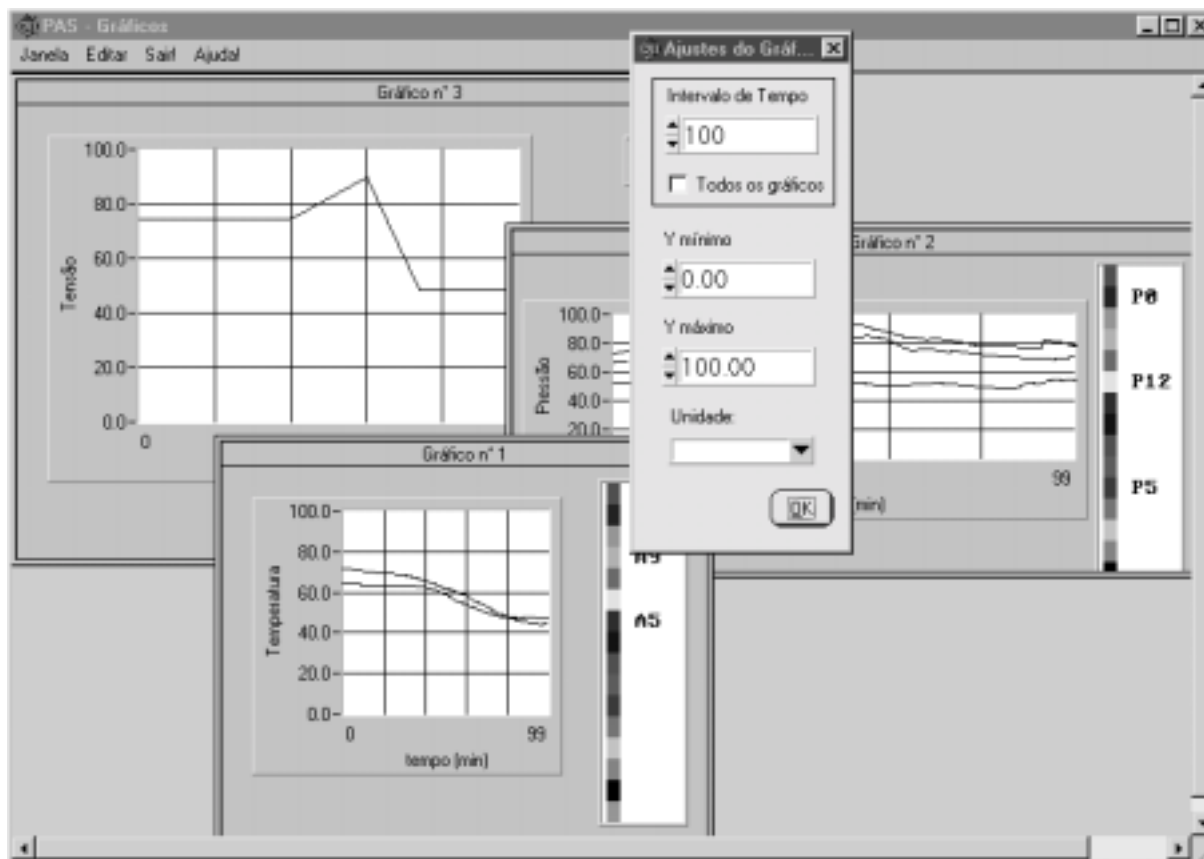 PAS - Gráficos
Janela Editar Sair! Ajuda!
Gráfico n° 3
100.0
80.0
60.0
40.0
20.0
0.0
Tensão
0
Ajustes do Gráf...
Intervalo de Tempo
100
Todos os gráficos
Y mínimo
0.00
Y máximo
100.00
Unidade:
OK
Gráfico n° 2
100.0
80.0
60.0
40.0
20.0
Pressão
99
(min)
P0
P12
P5
Gráfico n° 1
100.0
80.0
60.0
40.0
20.0
0.0
Temperatura
0 99
tempo (min)
A5